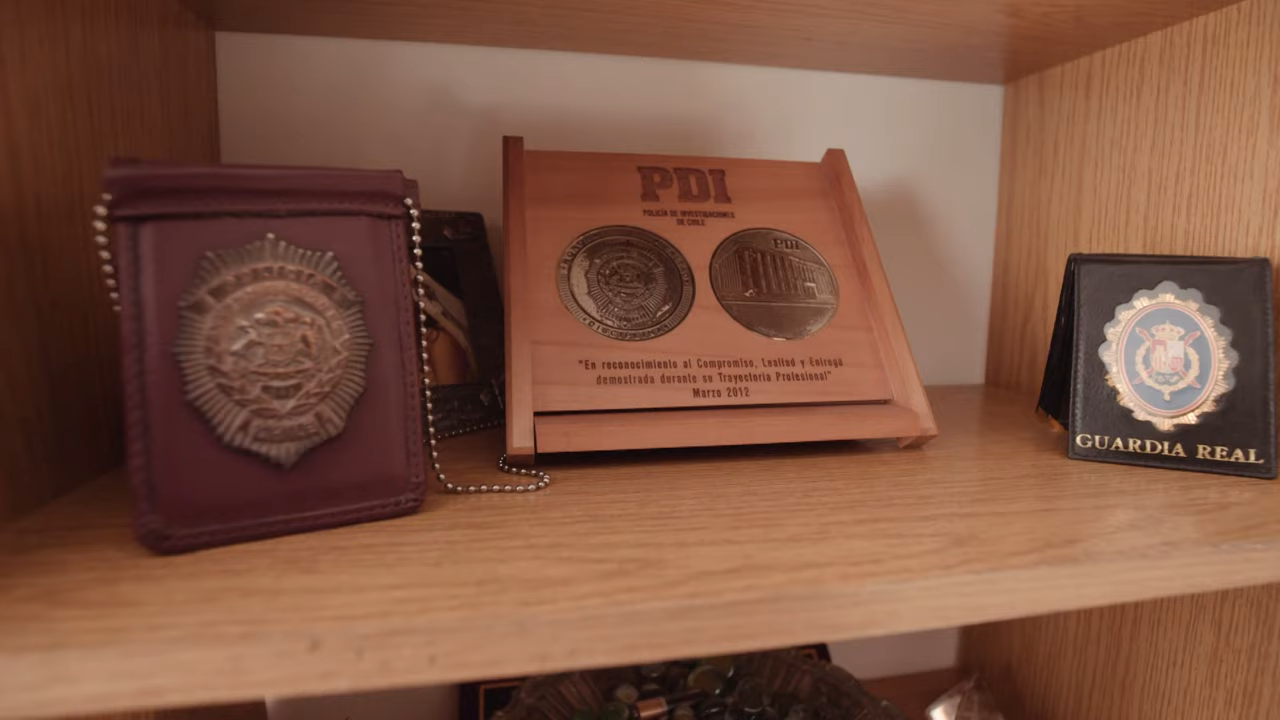 PDI
POLICÍA DE INVESTIGACIONES
DE CHILE
PDI
"En reconocimiento al Compromiso, Lealtad y Entrega
demostrada durante su Trayectoria Profesional"
Marzo 2012
GUARDIA REAL